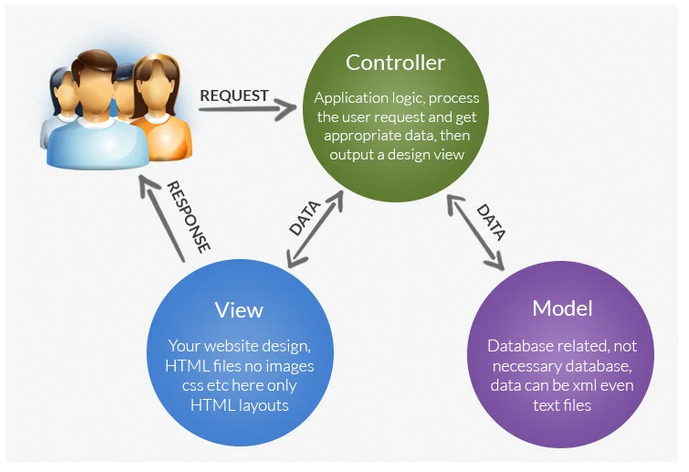 Controller
Application logic, process
the user request and get
appropriate data, then
output a design view
REQUEST
RESPONSE
DATA
DATA
View
Your website design,
HTML files no images
css etc here only
HTML layouts
Model
Database related, not
necessary database,
data can be xml even
text files